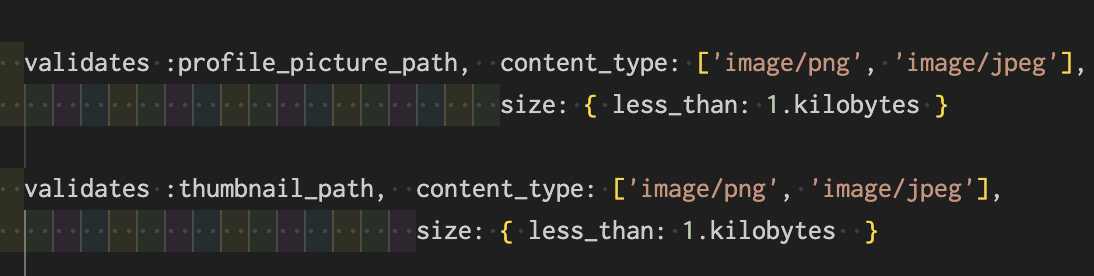 validates :profile_picture_path,  content_type: ['image/png', 'image/jpeg'],
size: { less_than: 1.kilobytes }
validates :thumbnail_path,  content_type: ['image/png', 'image/jpeg'],
size: { less_than: 1.kilobytes  }